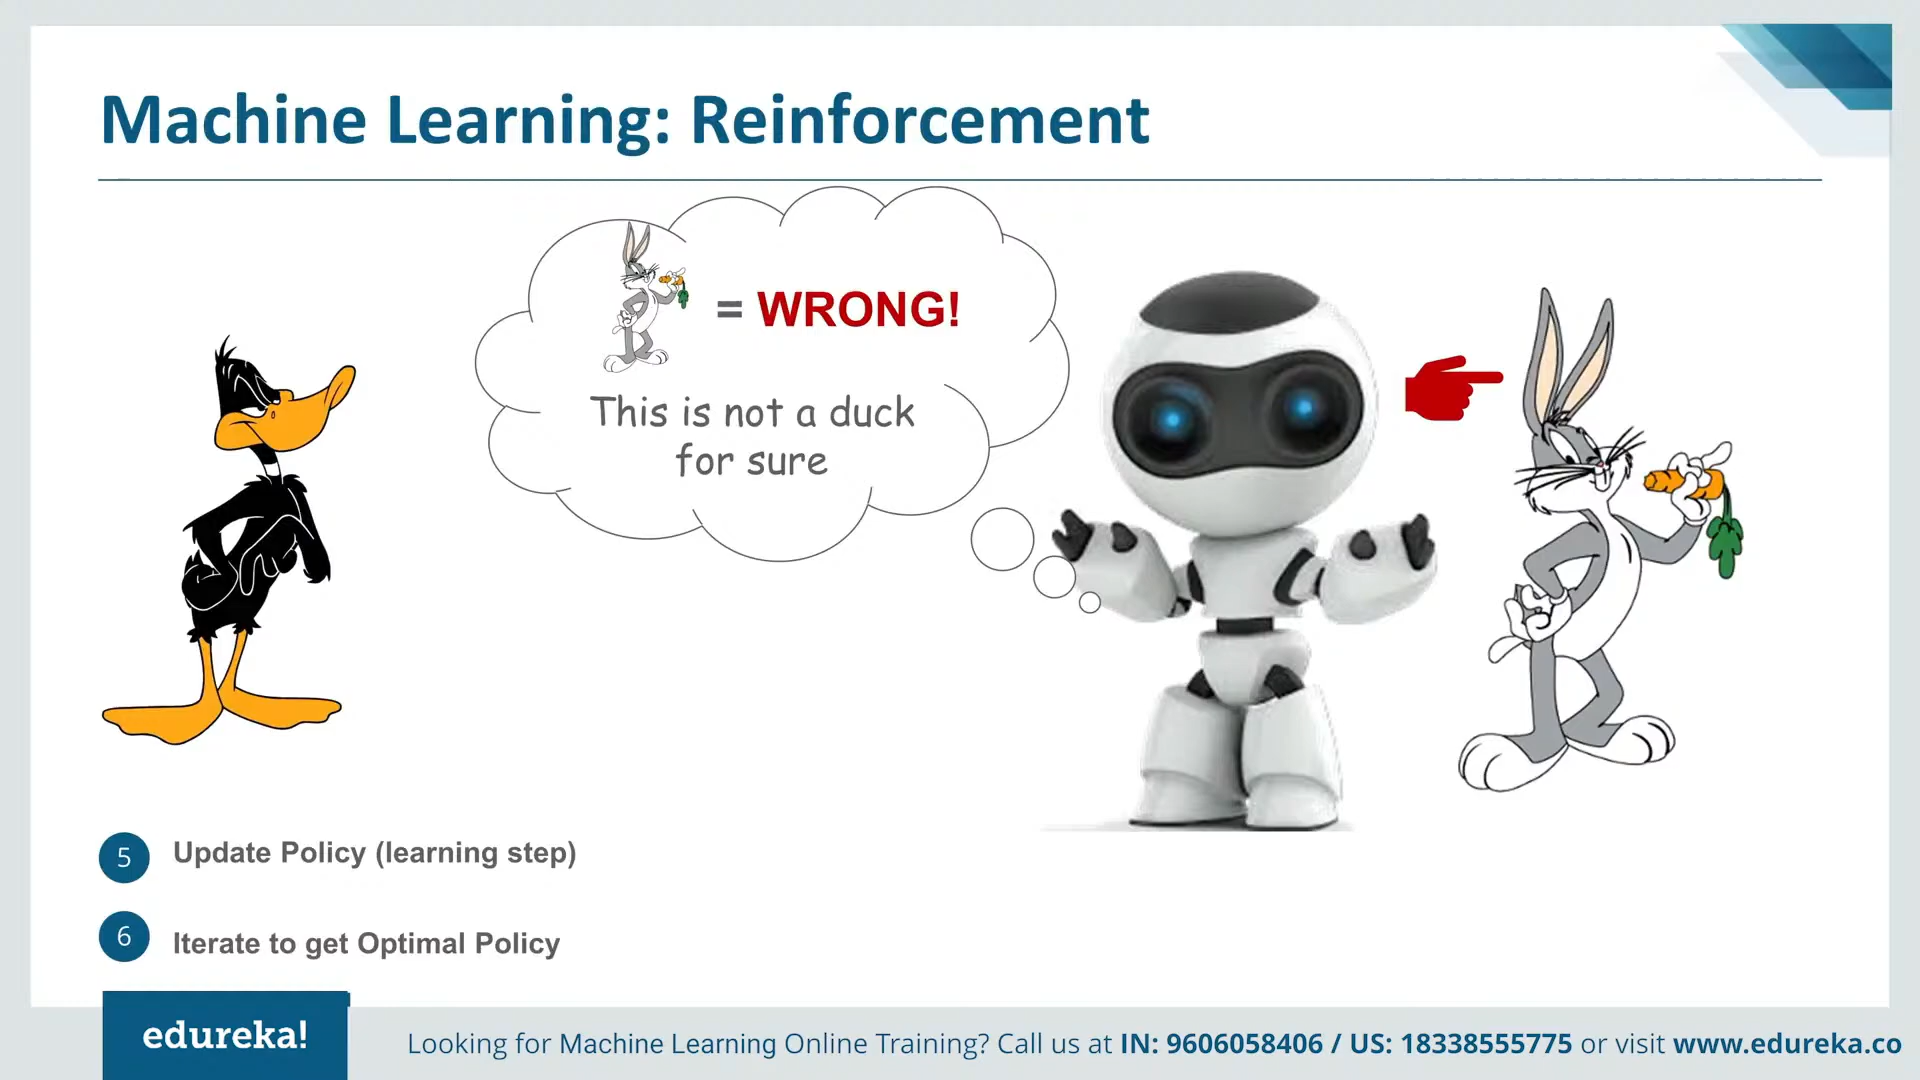 Machine Learning: Reinforcement
= WRONG!
This is not a duck
for sure
5 Update Policy (learning step)
6 Iterate to get Optimal Policy
edureka!
Looking for Machine Learning Online Training? Call us at IN: 9606058406 / US: 18338555775 or visit www.edureka.co